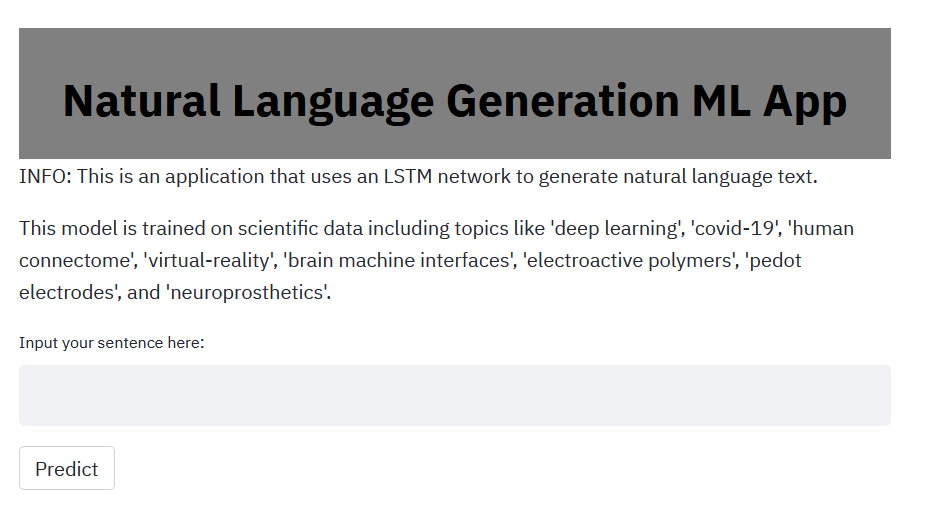 Natural Language Generation ML App
INFO: This is an application that uses an LSTM network to generate natural language text.
This model is trained on scientific data including topics like 'deep learning', 'covid-19', 'human
connectome', 'virtual-reality', 'brain machine interfaces', 'electroactive polymers', 'pedot
electrodes', and 'neuroprosthetics'.
Input your sentence here:
Predict